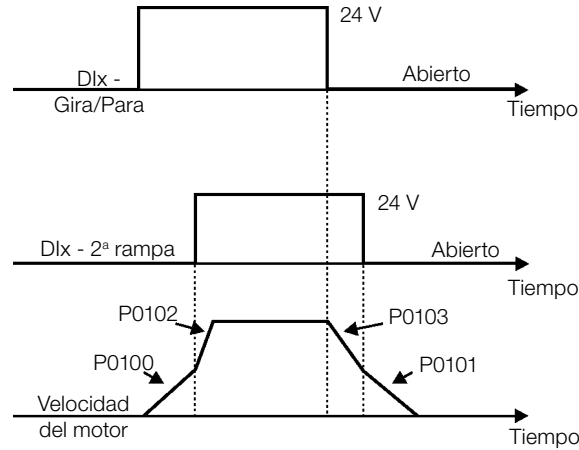 24 V
DIx -
Gira/Para
Abierto
Tiempo
24 V
DIx - 2ª rampa
Abierto
Tiempo
P0102
P0103
P0100
P0101
Velocidad
del motor
Tiempo